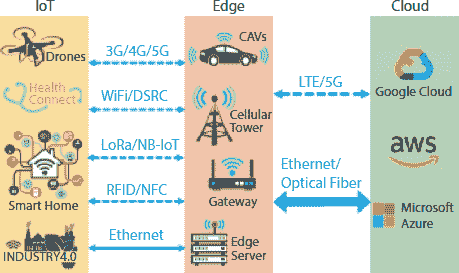 IoT
Edge
Cloud
Drones
3G/4G/5G
CAVs
LTE/5G
Google Cloud
Health
Connect
WiFi/DSRC
Cellular
Tower
LoRa/NB-IoT
aws
Smart Home
RFID/NFC
Gateway
Ethernet/
Optical Fiber
Microsoft
Azure
INDUSTRY4.0
Ethernet
Edge
Server